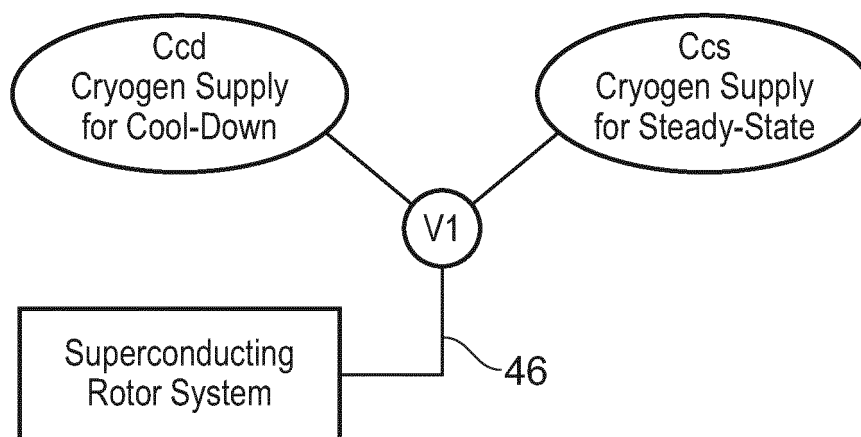 Ccd
Cryogen Supply
for Cool-Down
Ccs
Cryogen Supply
for Steady-State
V1
46
Superconducting
Rotor System